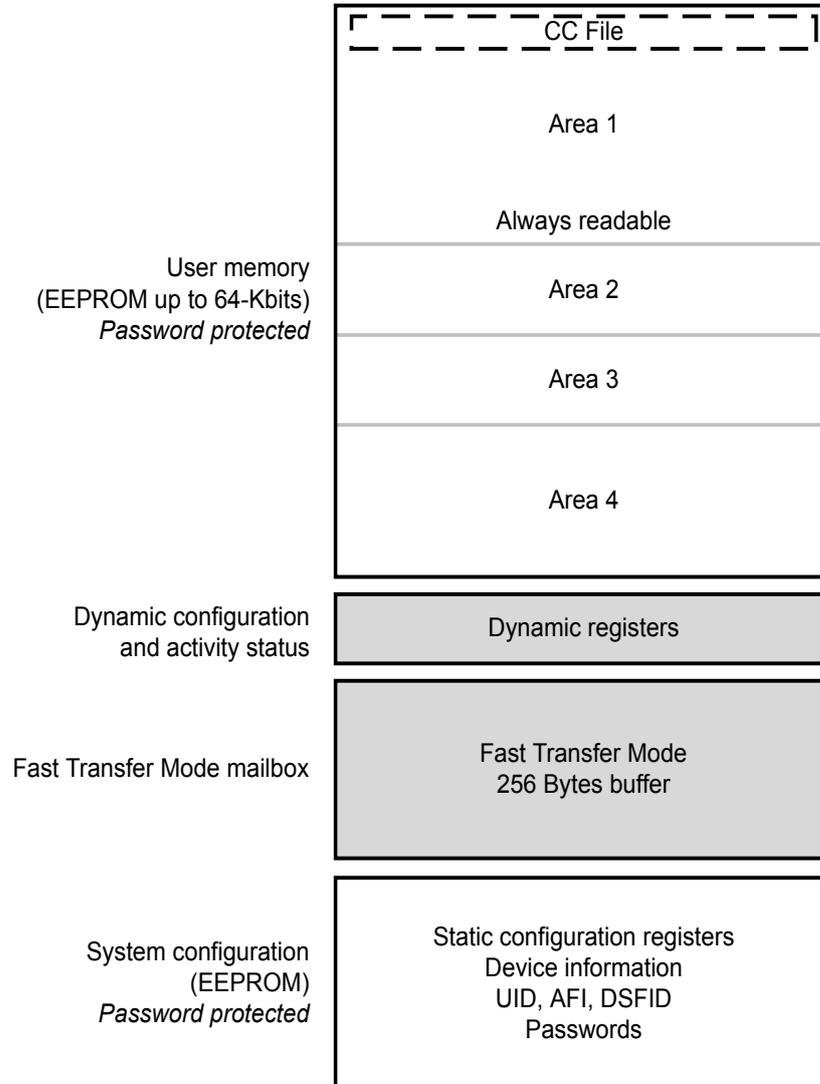 CC File
Area 1
Always readable
User memory
(EEPROM up to 64-Kbits)
Password protected
Area 2
Area 3
Area 4
Dynamic configuration
and activity status
Dynamic registers
Fast Transfer Mode mailbox
Fast Transfer Mode
256 Bytes buffer
System configuration
(EEPROM)
Password protected
Static configuration registers
Device information
UID, AFI, DSFID
Passwords